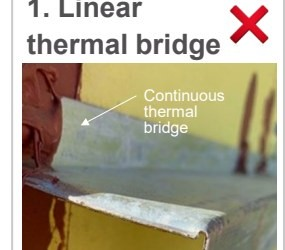 1. Linear
thermal bridge
Continuous
thermal
bridge